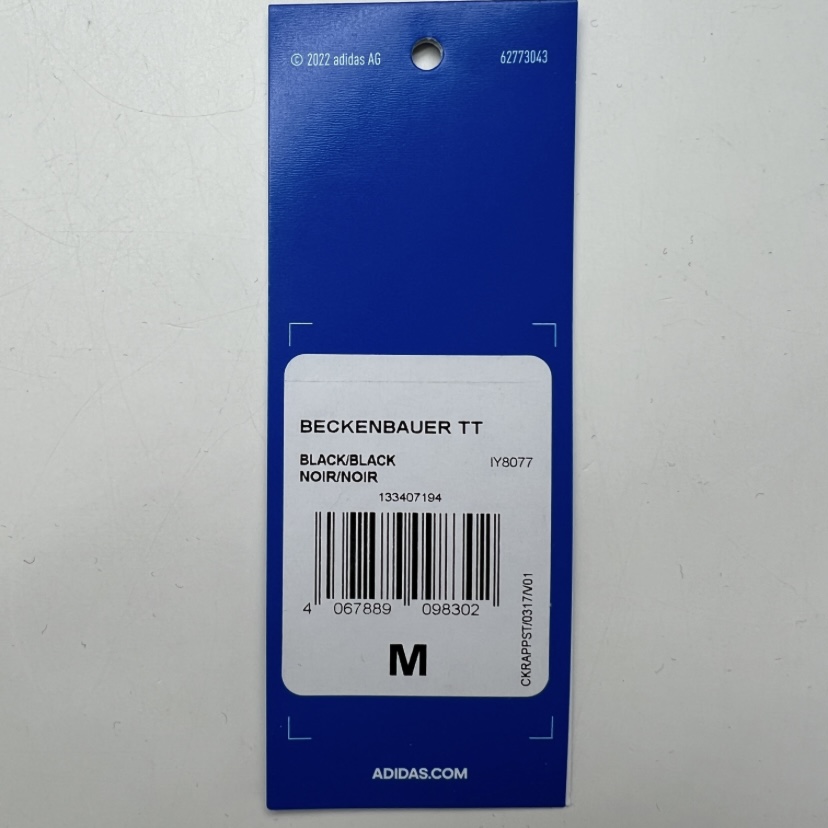 © 2022 adidas AG 62773043
BECKENBAUER TT
BLACK/BLACK IY8077
NOIR/NOIR
133407194
4 067889 098302
M
CKRAPPST/0317/V01
ADIDAS.COM